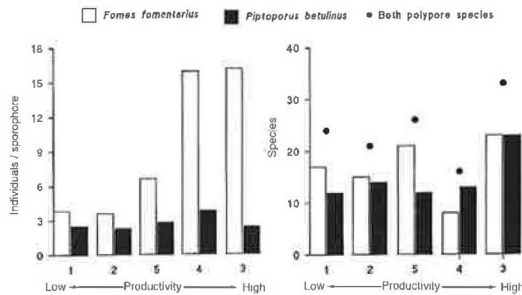 Fomes fomentarius Piptoporus betulinus Both polypore species
Individuals / sporophore
18
15
12
9
6
3
0
1 2 5 4 3
Low Productivity High
Species
40
30
20
10
0
1 2 5 4 3
Low Productivity High